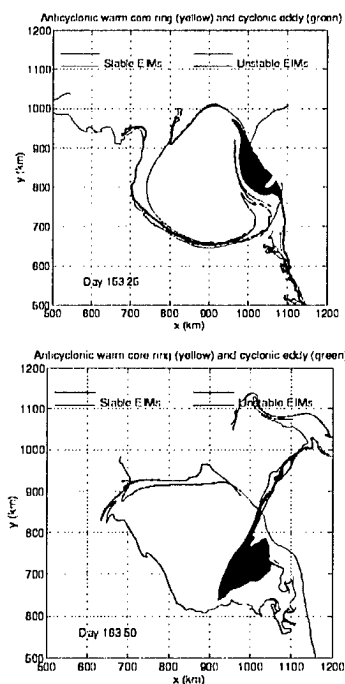 Anticyclonic warm core ring (yellow) and cyclonic eddy (green)
1200
1100
1000
900
800
700
600
500
y (km)
Stable EIMs
Unstable EIMs
Day 153 25
500 600 700 800 900 1000 1100
x (km)
Anticyclonic warm core ring (yellow) and cyclonic eddy (green)
1200
1100
1000
900
800
700
600
500
y (km)
Stable EIMs
Unstable EIMs
Day 163 50
500 600 700 800 900 1000 1100 1200
x (km)